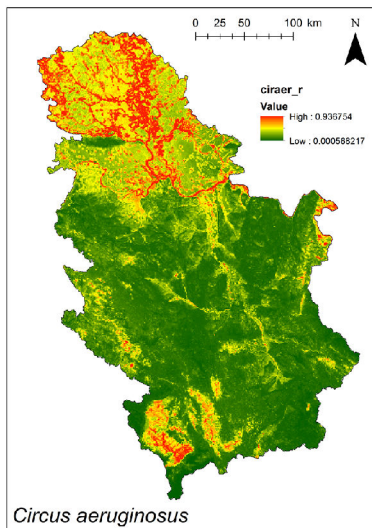 0 25 50 100 km
N
ciraer_r
Value
High : 0.936754
Low : 0.000588217
Circus aeruginosus